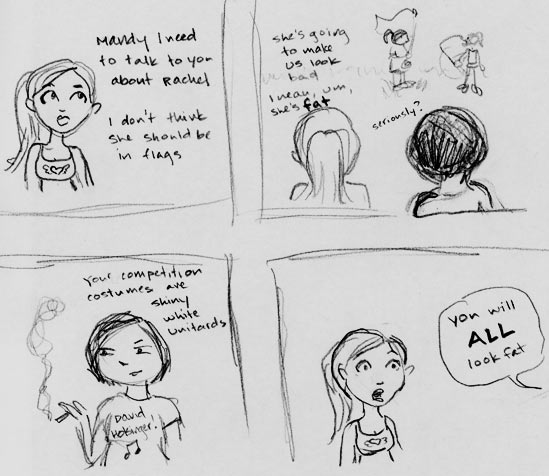 Mandy I need
to talk to you
about Rachel
I don't think
she should be
in flags
she's going
to make
us look
bad
I mean, um,
she's fat
seriously?
Your competition
costumes are
shiny
white
unitards
David
you will
ALL
look fat